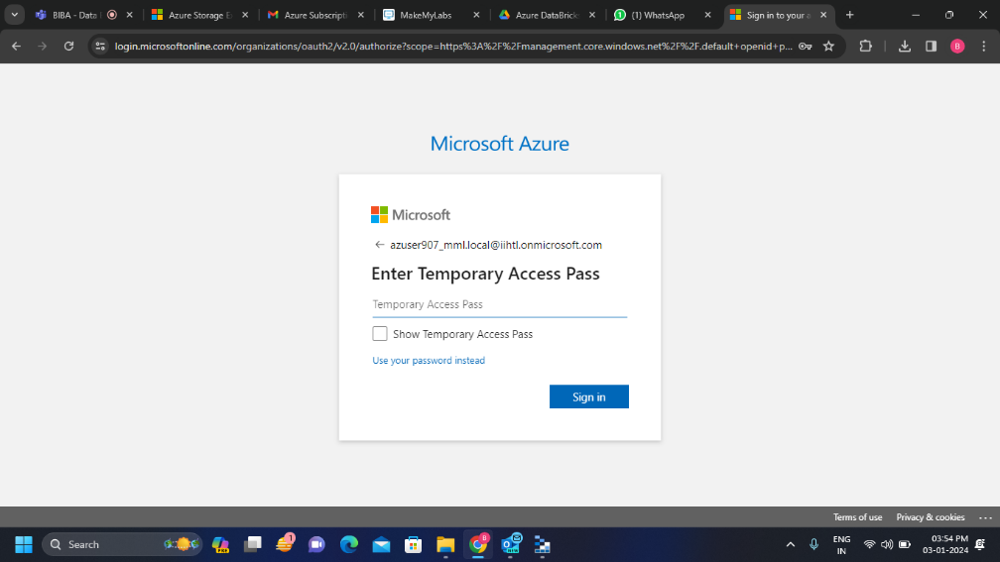 BIBA - Data
Azure Storage E
Azure Subscripti
MakeMyLabs
Azure DataBrick
(1) WhatsApp
Sign in to your a
login.microsoftonline.com/organizations/oauth2/v2.0/authorize?scope=https%3A%2F%2Fmanagement.core.windows.net%2F%2F.default+openid+p...
B
Microsoft Azure
Microsoft
azuser907_mml.local@iihtl.onmicrosoft.com
Enter Temporary Access Pass
Temporary Access Pass
Show Temporary Access Pass
Use your password instead
Sign in
Terms of use Privacy & cookies ...
Search
PRE
1
B
ENG
IN
03:54 PM
03-01-2024